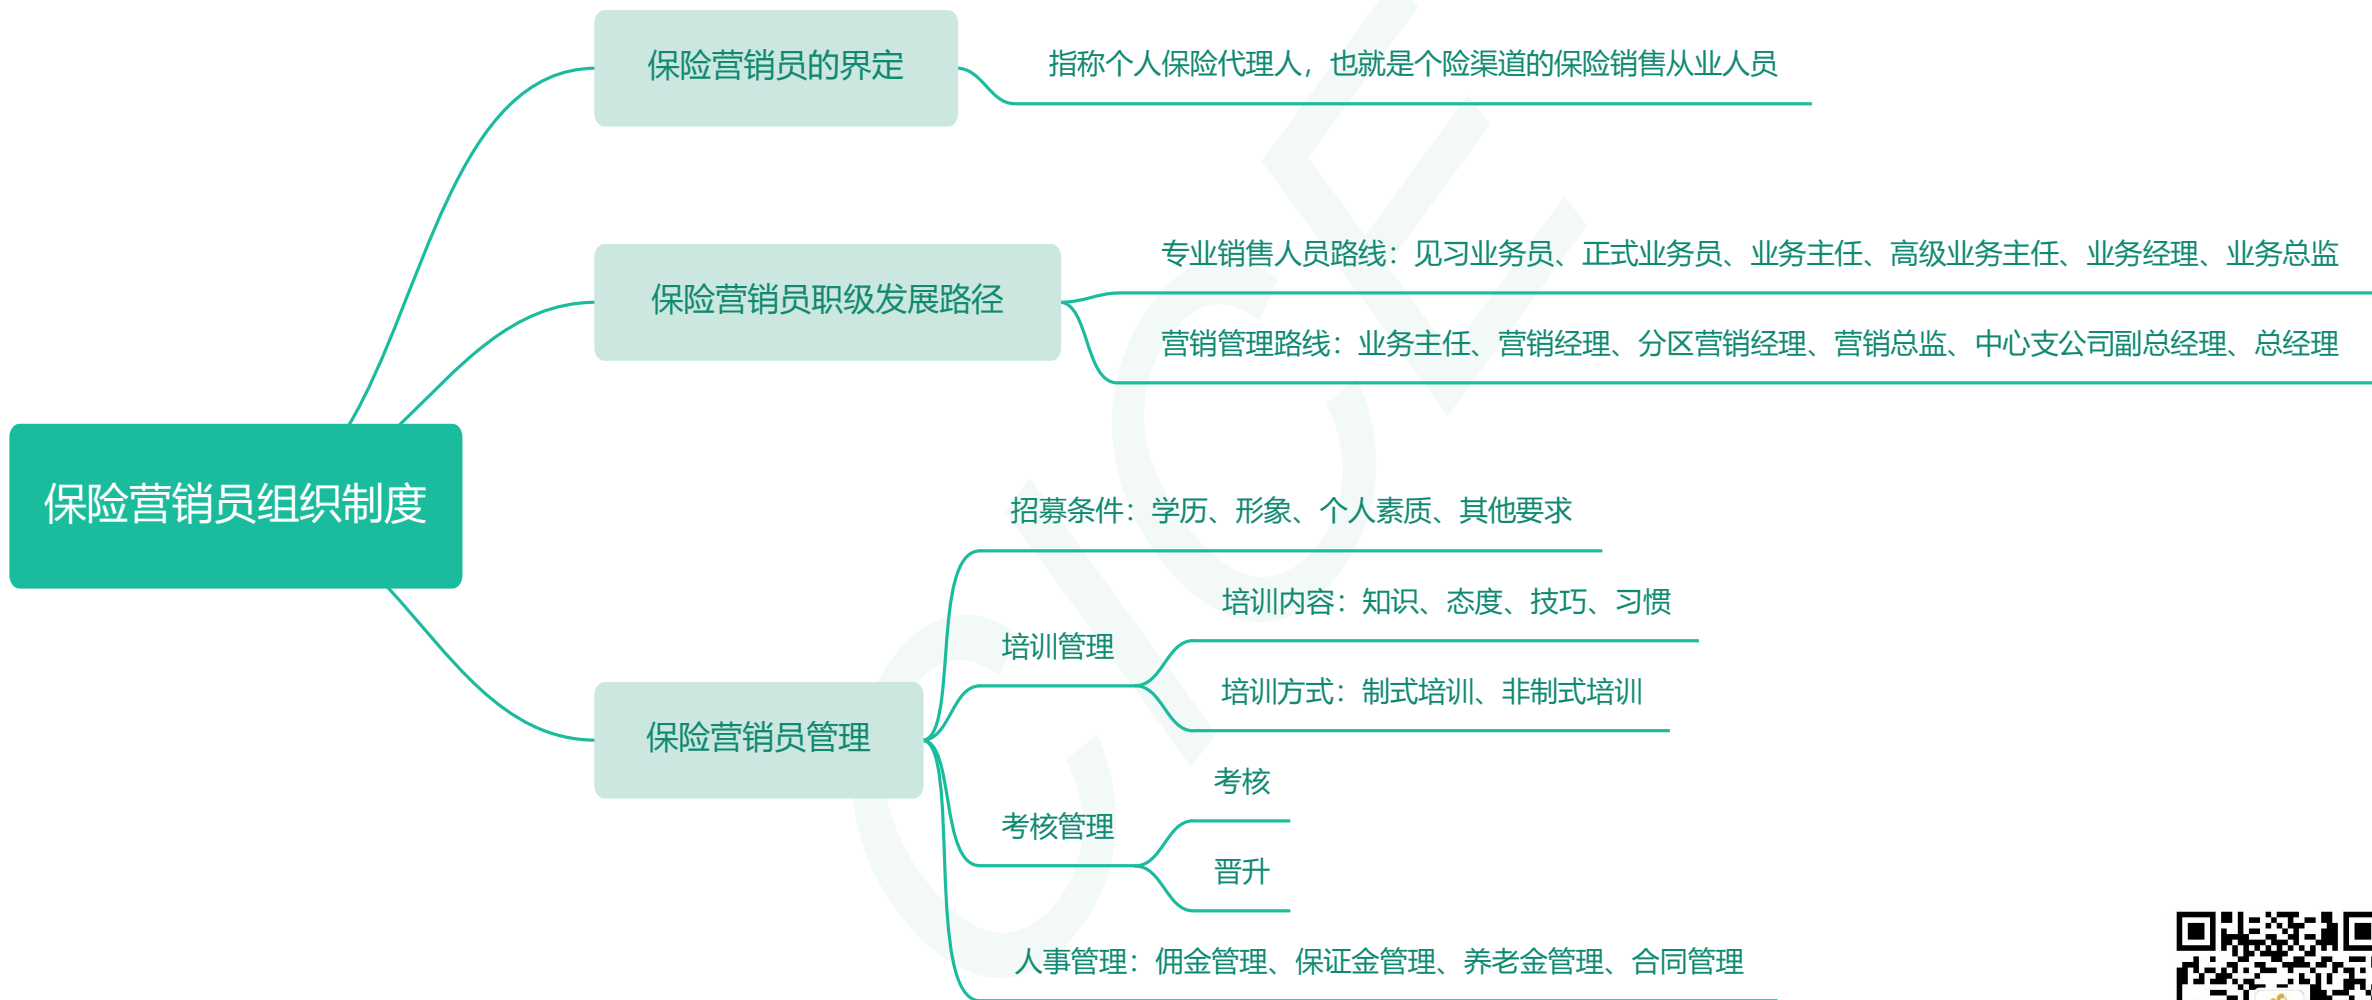 保险营销员组织制度
保险营销员的界定
指称个人保险代理人，也就是个险渠道的保险销售从业人员
保险营销员职级发展路径
专业销售人员路线：见习业务员、正式业务员、业务主任、高级业务主任、业务经理、业务总监
营销管理路线：业务主任、营销经理、分区营销经理、营销总监、中心支公司副总经理、总经理
保险营销员管理
招募条件：学历、形象、个人素质、其他要求
培训管理
培训内容：知识、态度、技巧、习惯
培训方式：制式培训、非制式培训
考核管理
考核
晋升
人事管理：佣金管理、保证金管理、养老金管理、合同管理
CICE